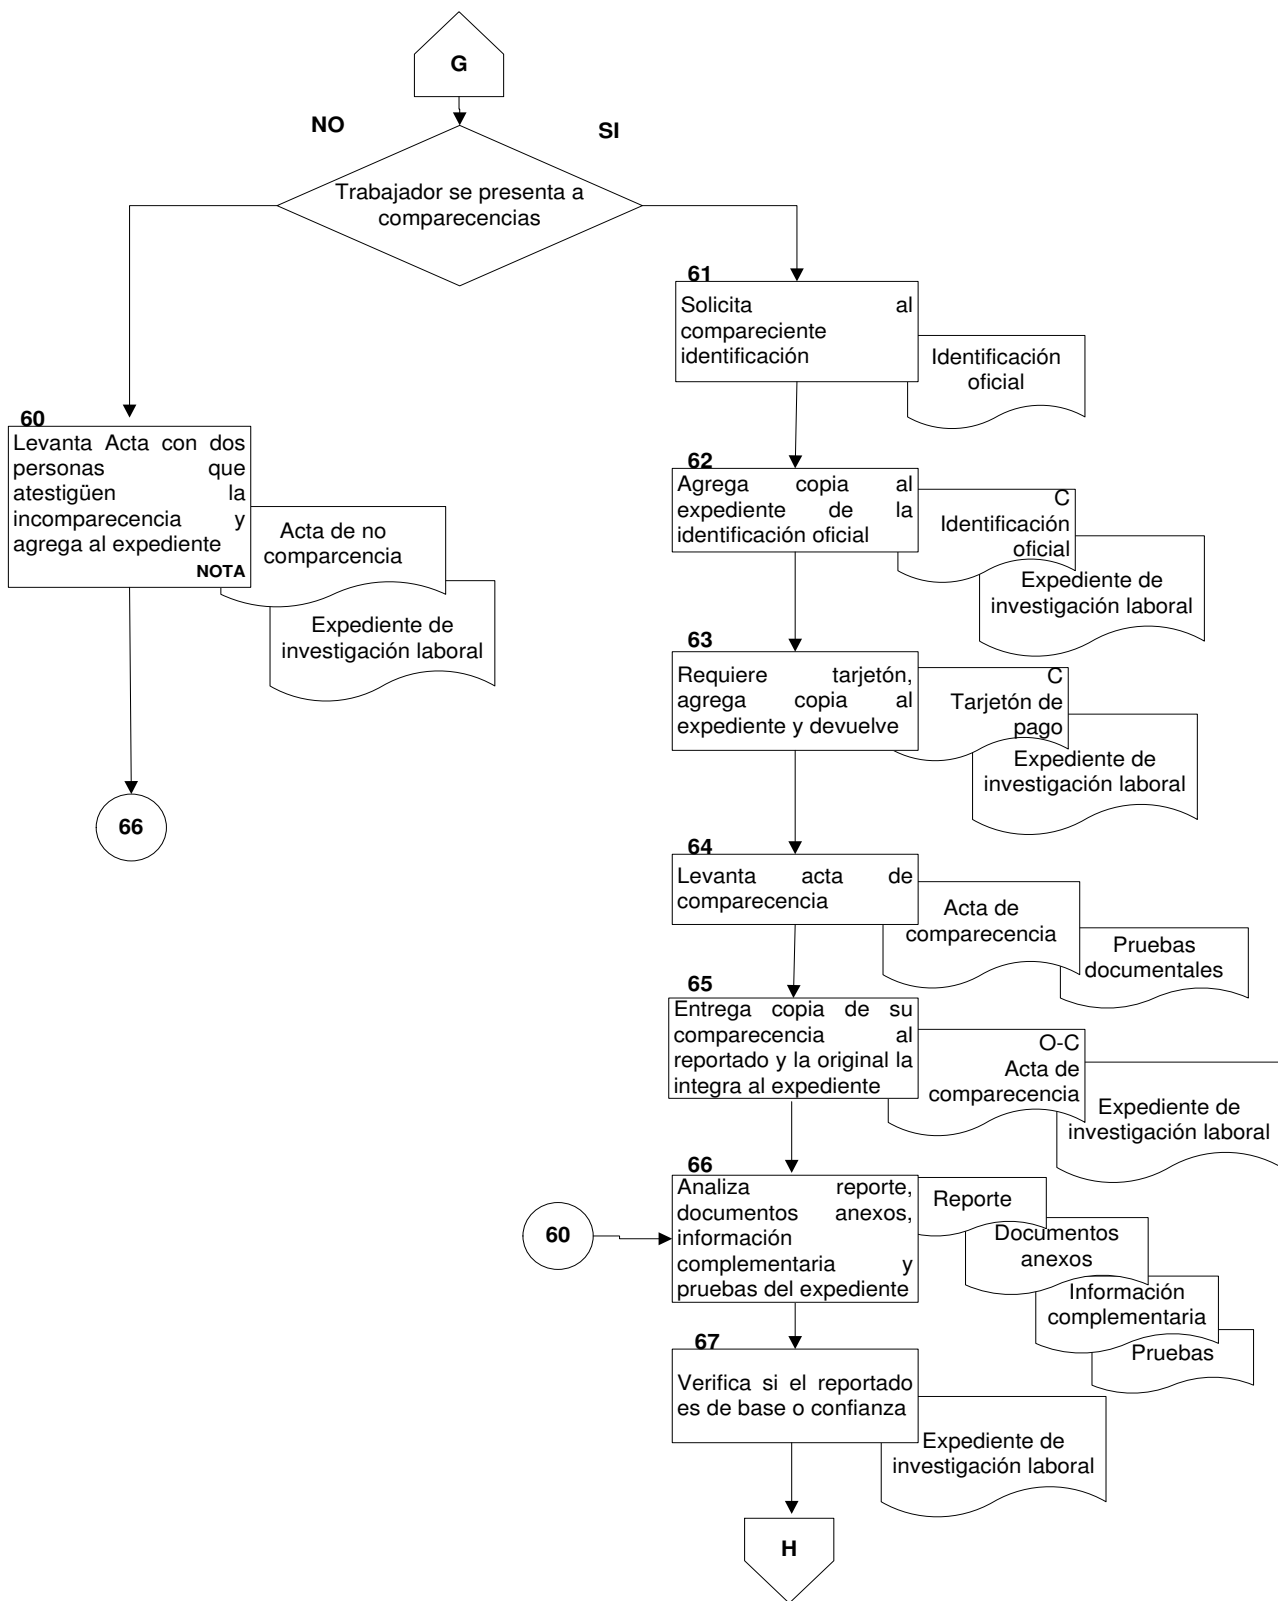 G
NO
SI
Trabajador se presenta a
comparecencias
60
Levanta Acta con dos
personas que
atestigüen la
incomparecencia y
agrega al expediente
NOTA
Acta de no
comparcencia
Expediente de
investigación laboral
66
61
Solicita al
compareciente
identificación
Identificación
oficial
62
Agrega copia al
expediente de la
identificación oficial
C
Identificación
oficial
Expediente de
investigación laboral
63
Requiere tarjetón,
agrega copia al
expediente y devuelve
C
Tarjetón de
pago
Expediente de
investigación laboral
64
Levanta acta de
comparecencia
Acta de
comparecencia
Pruebas
documentales
65
Entrega copia de su
comparecencia al
reportado y la original la
integra al expediente
O-C
Acta de
comparecencia
Expediente de
investigación laboral
60
66
Analiza reporte,
documentos anexos,
información
complementaria y
pruebas del expediente
Reporte
Documentos
anexos
Información
complementaria
Pruebas
67
Verifica si el reportado
es de base o confianza
Expediente de
investigación laboral
H